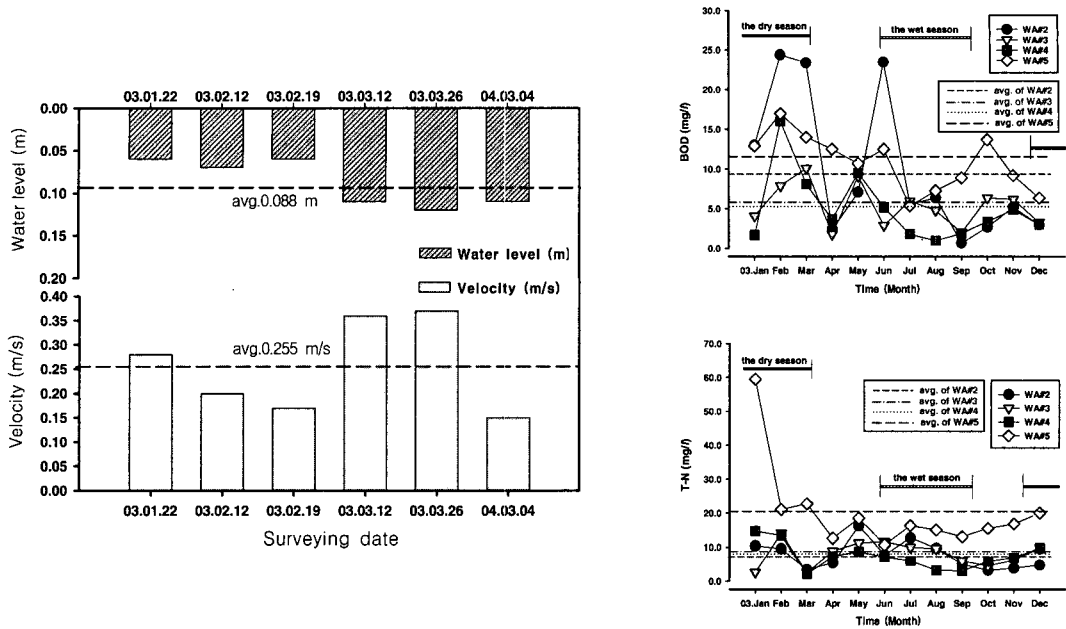 03.01.22 03.02.12 03.02.19 03.03.12 03.03.26 04.03.04
0.00
0.05
0.10
0.15
0.20
Water level (m)
avg.0.088 m
Water level (m)
Velocity (m/s)
0.40
0.35
0.30
0.25
0.20
0.15
0.10
0.05
0.00
Velocity (m/s)
avg.0.255 m/s
03.01.22 03.02.12 03.02.19 03.03.12 03.03.26 04.03.04
Surveying date
30.0
25.0
20.0
15.0
10.0
5.0
0.0
BOD (mg/l)
the dry season
the wet season
WA#2
WA#3
WA#4
WA#5
avg. of WA#2
avg. of WA#3
avg. of WA#4
avg. of WA#5
03.Jan Feb Mar Apr May Jun Jul Aug Sep Oct Nov Dec
Time (Month)
70.0
60.0
50.0
40.0
30.0
20.0
10.0
0.0
T-N (mg/l)
the dry season
the wet season
avg. of WA#2
avg. of WA#3
avg. of WA#4
avg. of WA#5
WA#2
WA#3
WA#4
WA#5
03.Jan Feb Mar Apr May Jun Jul Aug Sep Oct Nov Dec
Time (Month)